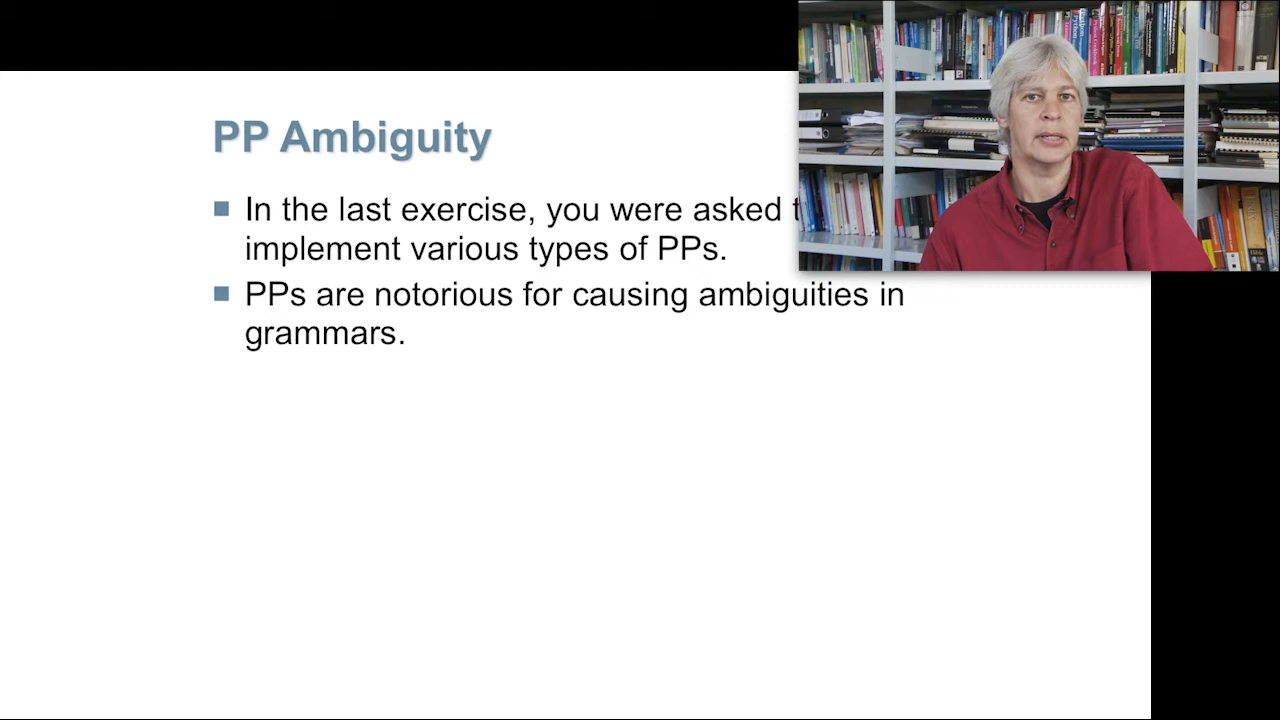 PP Ambiguity
In the last exercise, you were asked
implement various types of PPs.
PPs are notorious for causing ambiguities in
grammars.